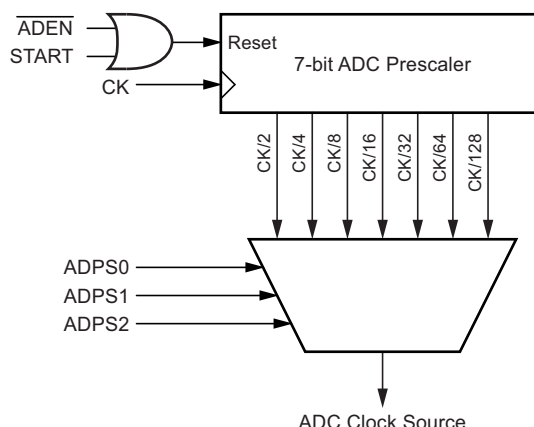 ADEN
START
Reset
7-bit ADC Prescaler
CK
CK/2
CK/4
CK/8
CK/16
CK/32
CK/64
CK/128
ADPS0
ADPS1
ADPS2
ADC Clock Source